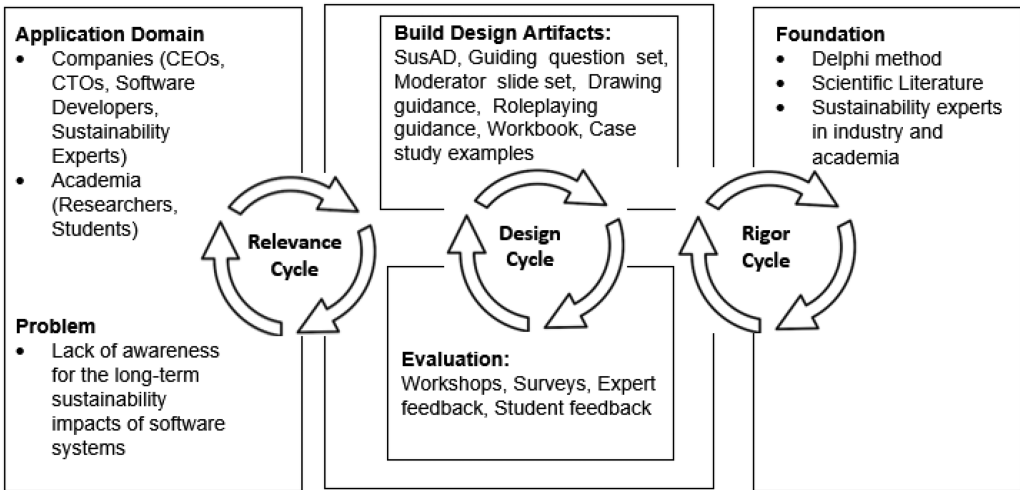 Application Domain
• Companies (CEOs,
CTOs, Software
Developers,
Sustainability
Experts)
• Academia
(Researchers,
Students)
Problem
• Lack of awareness
for the long-term
sustainability
impacts of software
systems
Relevance
Cycle
Build Design Artifacts:
SusAD, Guiding question set,
Moderator slide set, Drawing
guidance, Roleplaying
guidance, Workbook, Case
study examples
Design
Cycle
Evaluation:
Workshops, Surveys, Expert
feedback, Student feedback
Rigor
Cycle
Foundation
• Delphi method
• Scientific Literature
• Sustainability experts
in industry and
academia